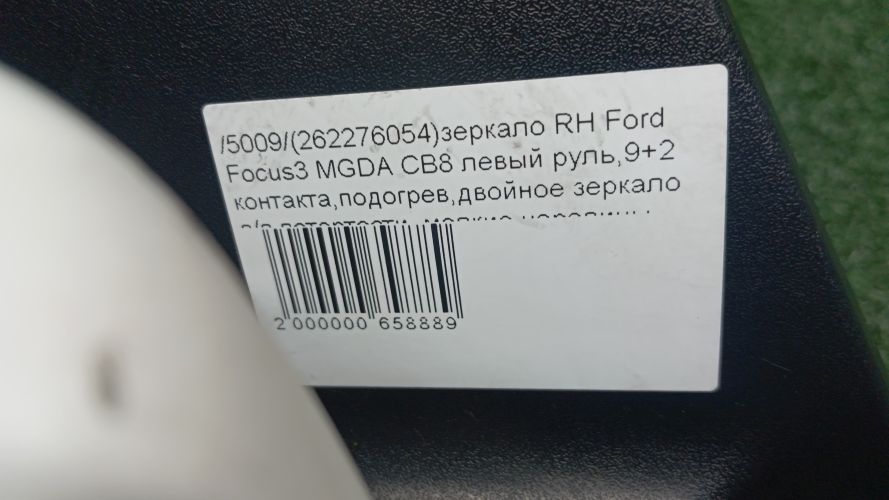 /5009/(262276054)зеркало RH Ford
Focus3 MGDA CB8 левый руль,9+2
контакта,подогрев,двойное зеркало
2 000000 658889